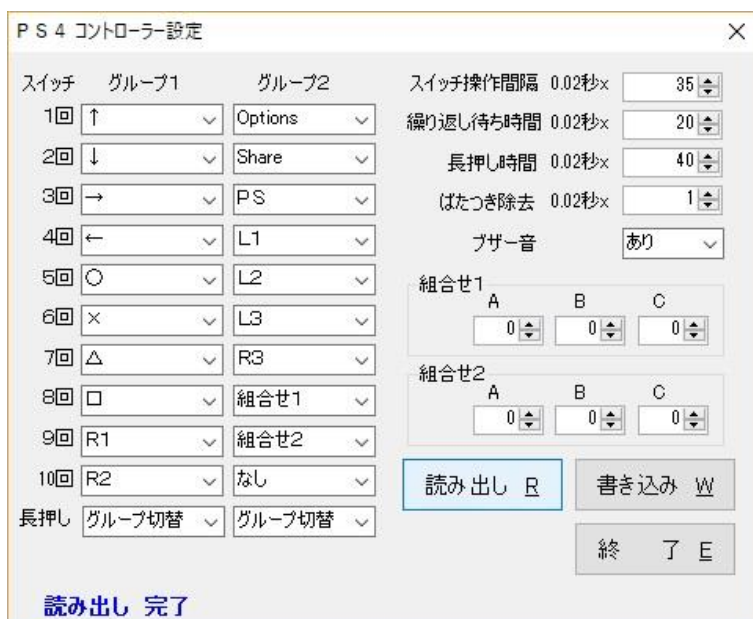 PS4 コントローラー設定
スイッチ グループ1 グループ2
1回 ↑ Options
2回 ↓ Share
3回 → PS
4回 ← L1
5回 ○ L2
6回 × L3
7回 △ R3
8回 □ 組合せ1
9回 R1 組合せ2
10回 R2 なし
長押し グループ切替 グループ切替
スイッチ操作間隔 0.02秒x 35
繰り返し待ち時間 0.02秒x 20
長押し時間 0.02秒x 40
ばたつき除去 0.02秒x 1
ブザー音 あり
組合せ1
A B C
0 0 0
組合せ2
A B C
0 0 0
読み出し R 書き込み W
終 了 E
読み出し 完了